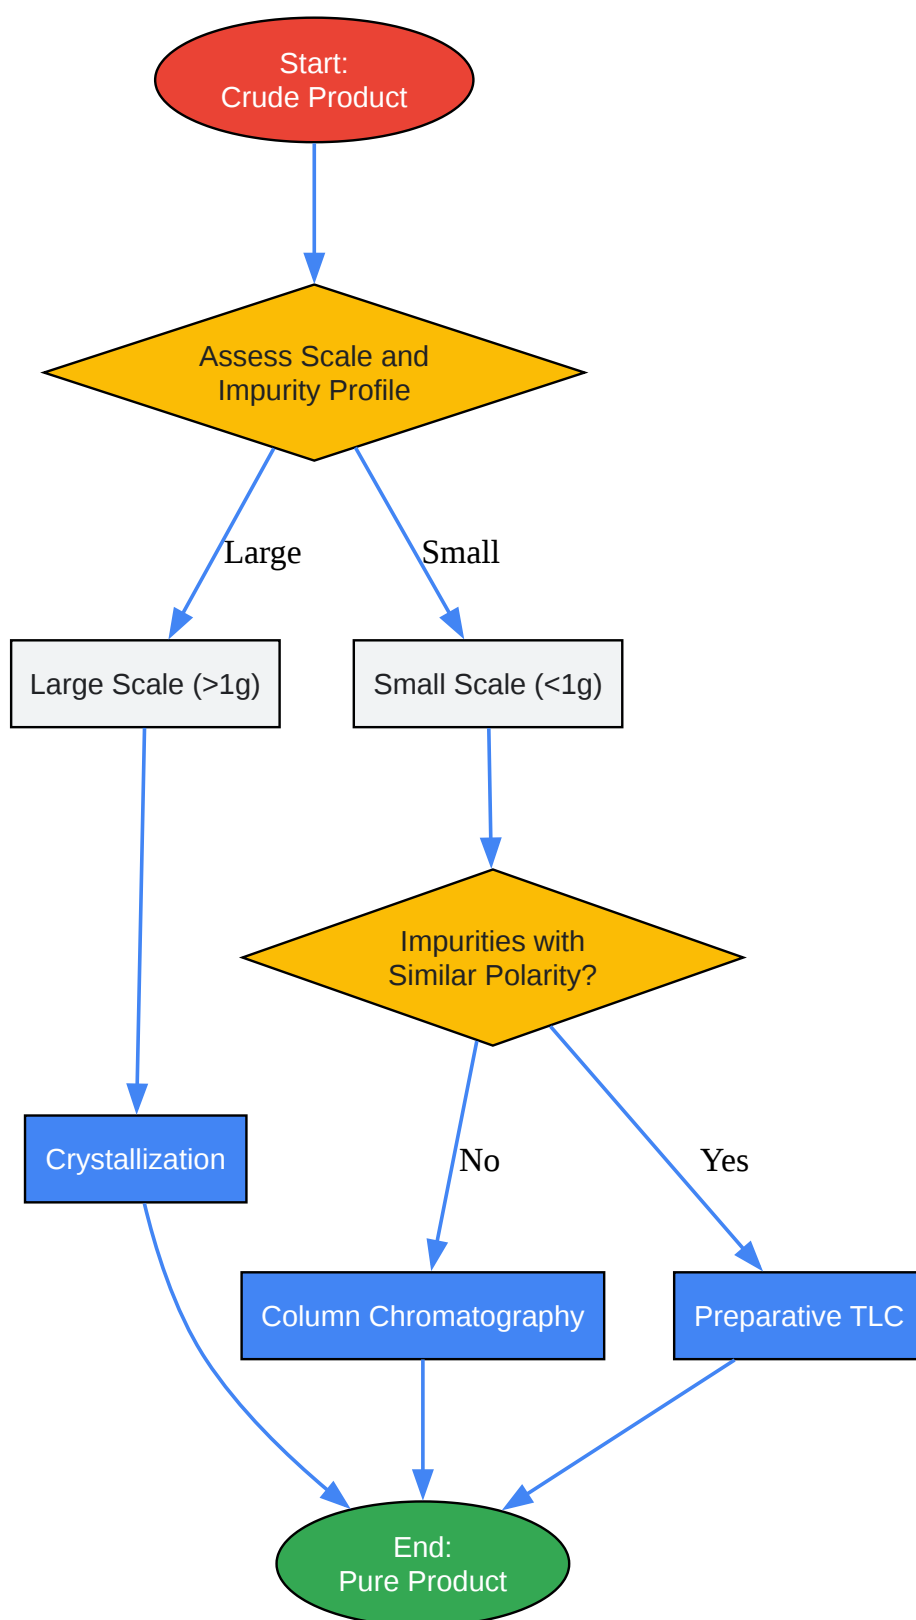 Start:
Crude Product
Assess Scale and
Impurity Profile
Large
Small
Large Scale (>1g)
Small Scale (<1g)
Impurities with
Similar Polarity?
No
Yes
Crystallization
Column Chromatography
Preparative TLC
End:
Pure Product